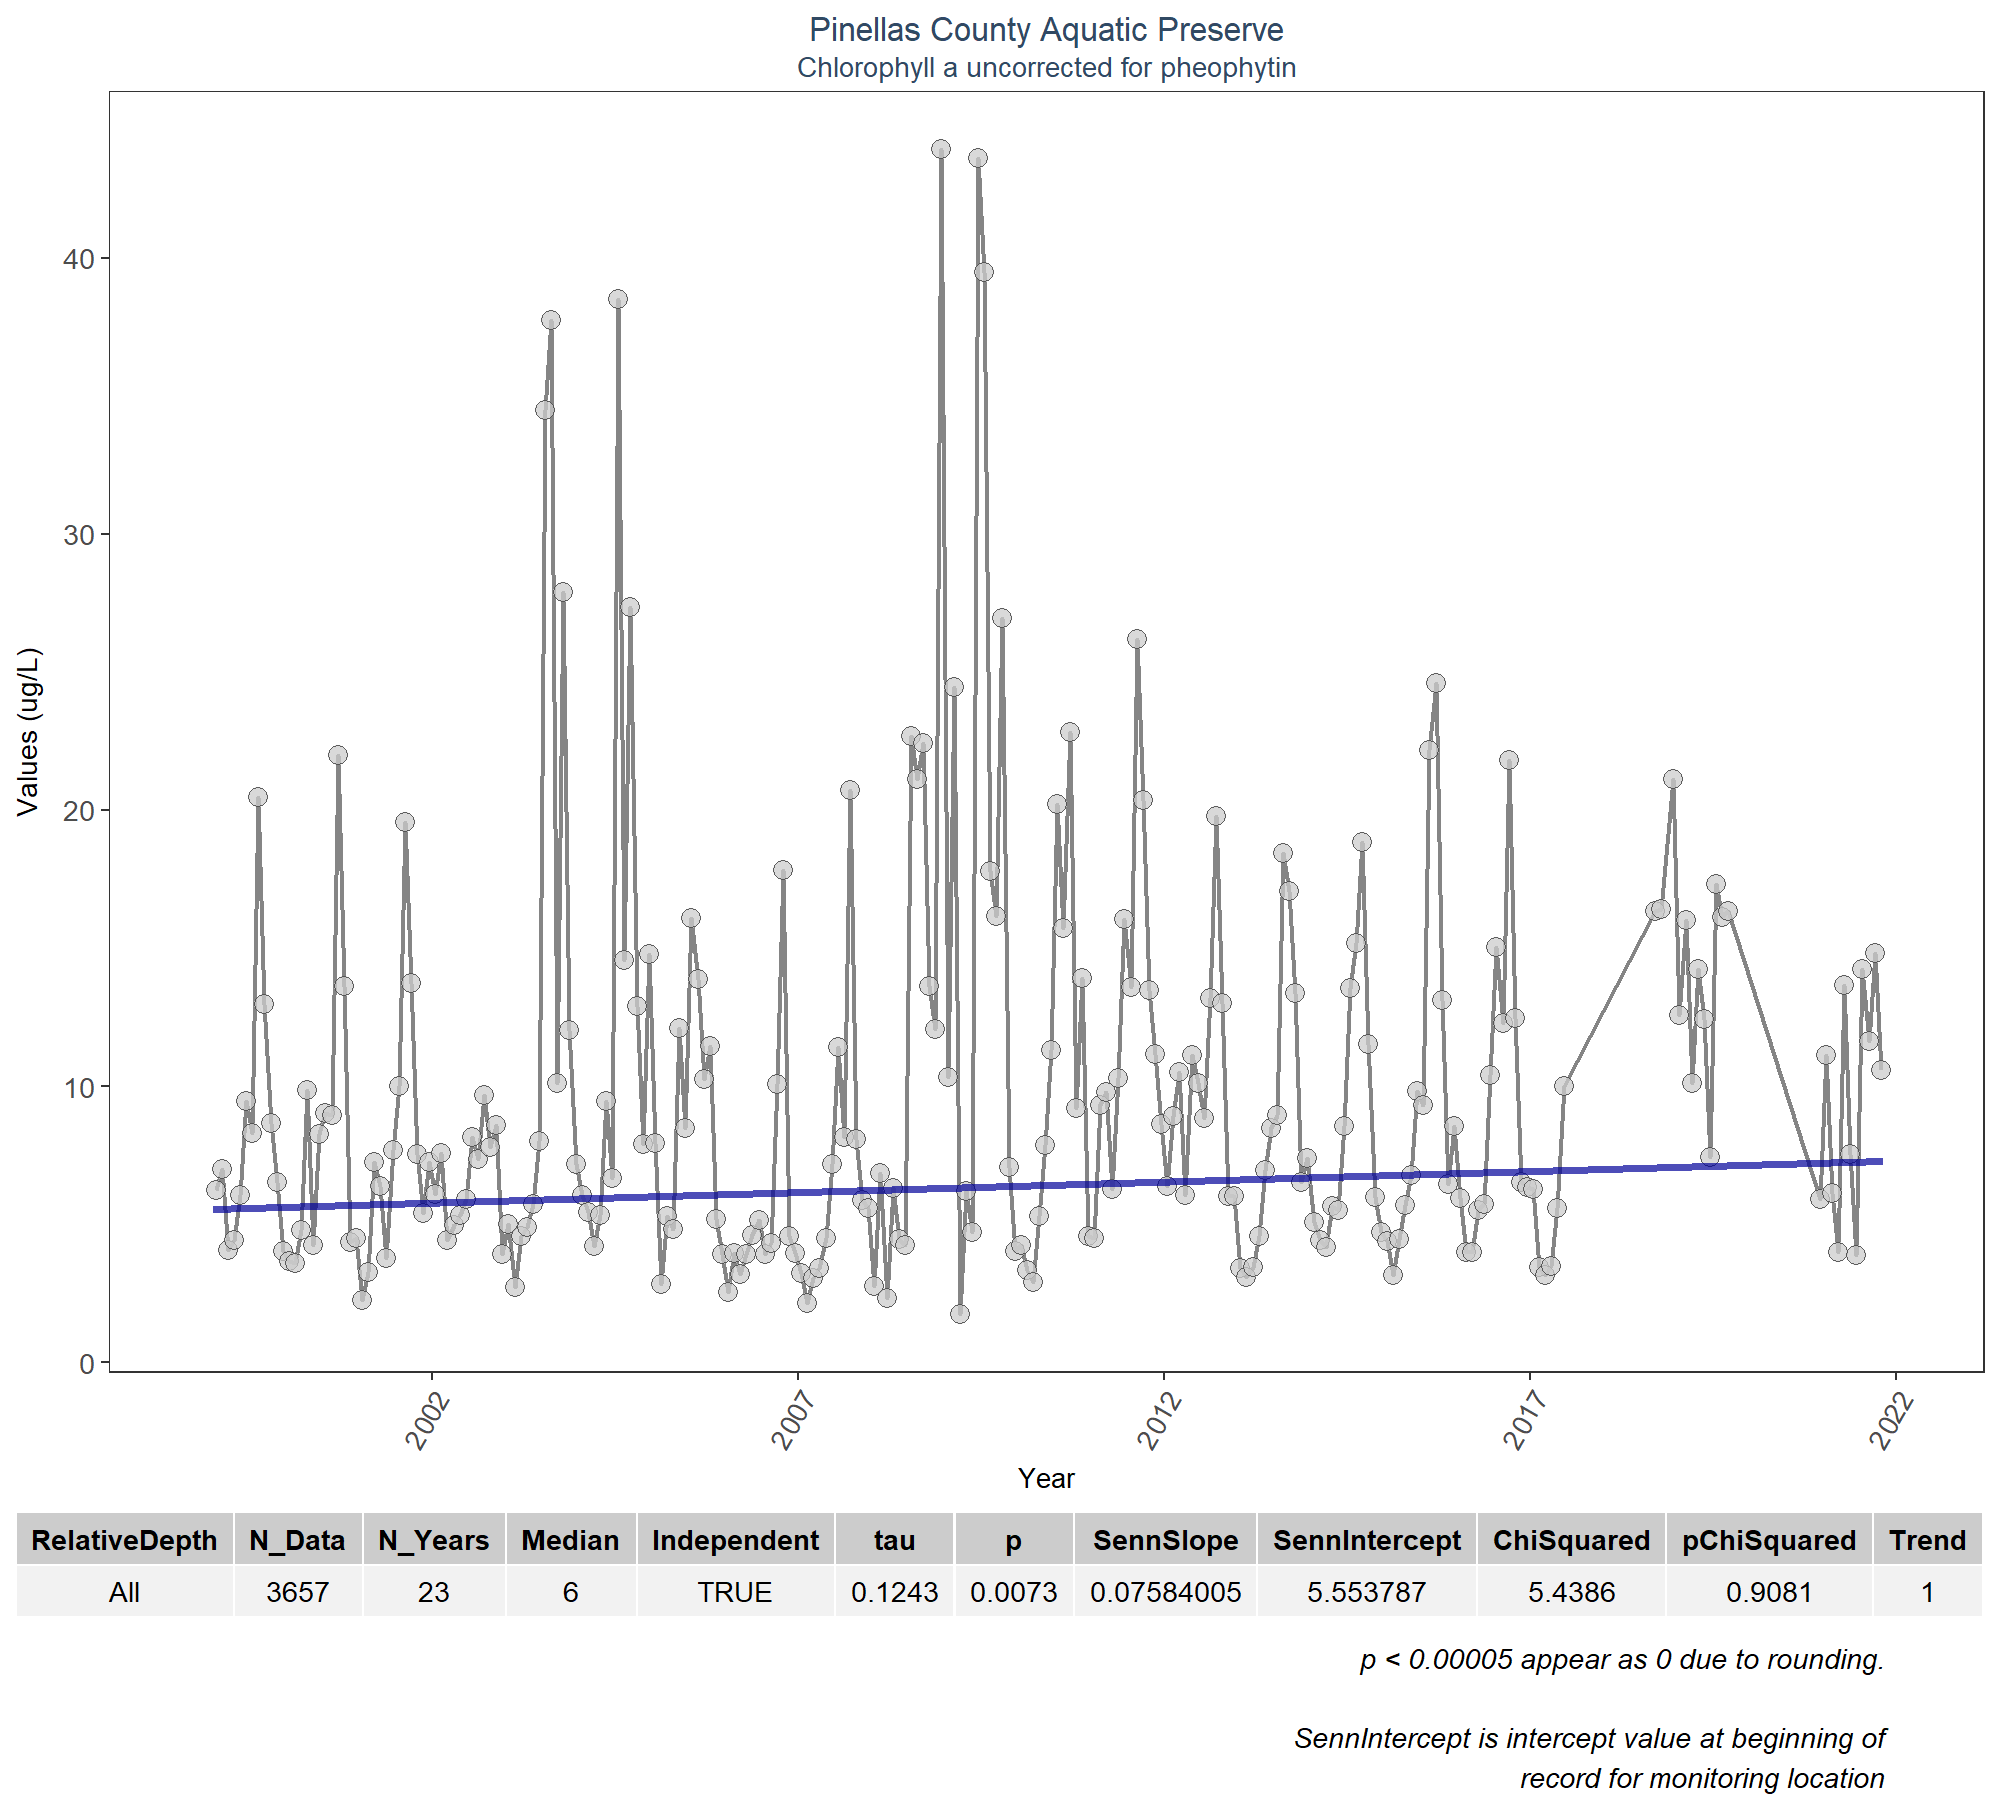 Pinellas County Aquatic Preserve
Chlorophyll a uncorrected for pheophytin
Values (ug/L)
40
30
20
10
0
2002 2007 2012 2017 2022
Year
RelativeDepth N_Data N_Years Median Independent tau p SennSlope SennIntercept ChiSquared pChiSquared Trend
All 3657 23 6 TRUE 0.1243 0.0073 0.07584005 5.553787 5.4386 0.9081 1
p < 0.00005 appear as 0 due to rounding.
SennIntercept is intercept value at beginning of
record for monitoring location